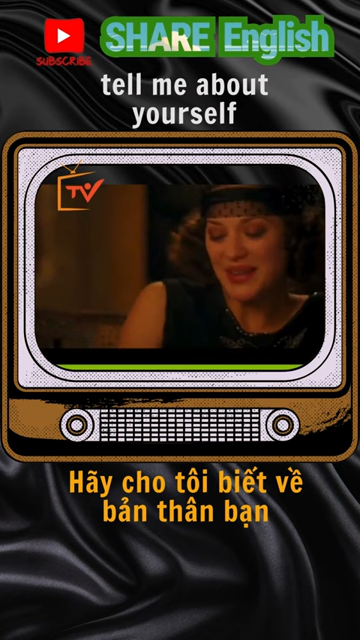 SHARE English
SUBSCRIBE
tell me about
yourself
TV
Hãy cho tôi biết về
bản thân bạn